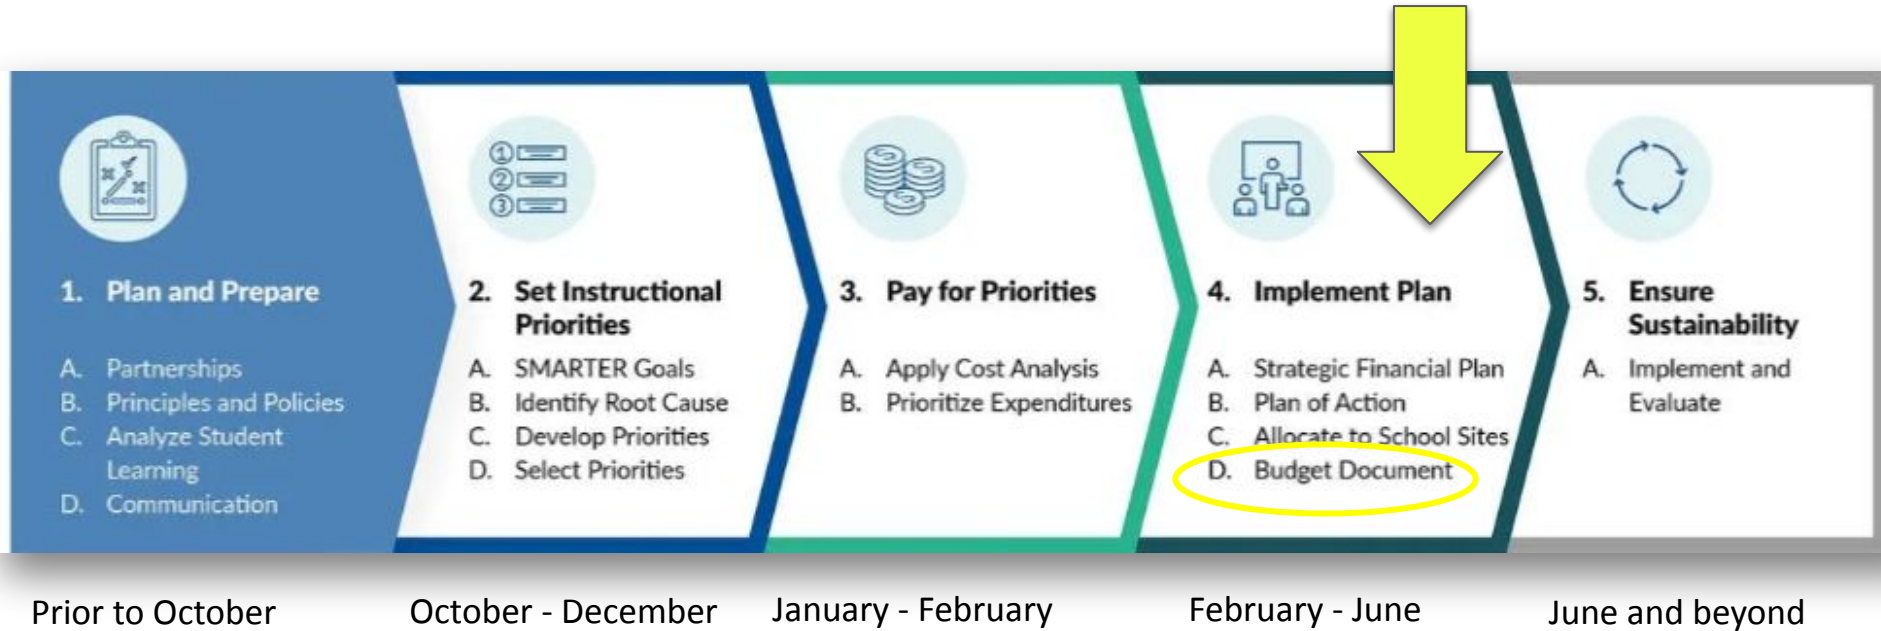 1. Plan and Prepare
A. Partnerships
B. Principles and Policies
C. Analyze Student
Learning
D. Communication
1
2
3
2. Set Instructional
Priorities
A. SMARTER Goals
B. Identify Root Cause
C. Develop Priorities
D. Select Priorities
3. Pay for Priorities
A. Apply Cost Analysis
B. Prioritize Expenditures
4. Implement Plan
A. Strategic Financial Plan
B. Plan of Action
C. Allocate to School Sites
D. Budget Document
5. Ensure
Sustainability
A. Implement and
Evaluate
Prior to October
October - December
January - February
February - June
June and beyond